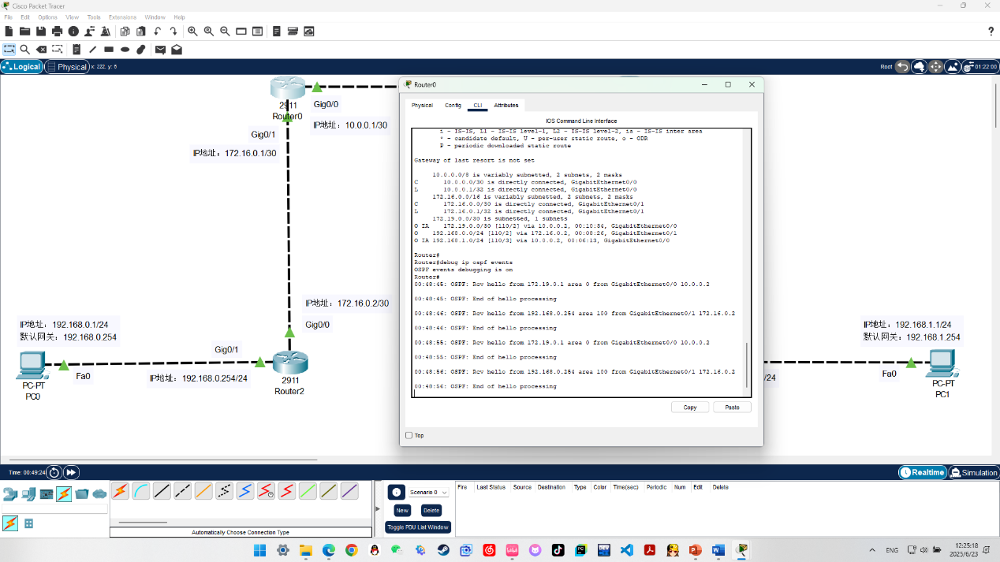 Cisco Packet Tracer
File Edit Options View Tools Extensions Window Help
Logical Physical x: 222, y: 6 Root 01:22:00
2911
Router0
Gig0/0
IP地址：10.0.0.1/30
Gig0/1
IP地址：172.16.0.1/30
IP地址：172.16.0.2/30
Gig0/0
IP地址：192.168.0.1/24
默认网关：192.168.0.254
Gig0/1
Fa0
IP地址：192.168.0.254/24
PC-PT
PC0
2911
Router2
Router0
Physical Config CLI Attributes
IOS Command Line Interface
i - IS-IS, L1 - IS-IS level-1, L2 - IS-IS level-2, ia - IS-IS inter area
* - candidate default, U - per-user static route, o - ODR
P - periodic downloaded static route
Gateway of last resort is not set
10.0.0.0/8 is variably subnetted, 2 subnets, 2 masks
C 10.0.0.0/30 is directly connected, GigabitEthernet0/0
L 10.0.0.1/32 is directly connected, GigabitEthernet0/0
172.16.0.0/16 is variably subnetted, 2 subnets, 2 masks
C 172.16.0.0/30 is directly connected, GigabitEthernet0/1
L 172.16.0.1/32 is directly connected, GigabitEthernet0/1
172.19.0.0/30 is subnetted, 1 subnets
O IA 172.19.0.0/30 [110/2] via 10.0.0.2, 00:10:34, GigabitEthernet0/0
O 192.168.0.0/24 [110/2] via 172.16.0.2, 00:08:26, GigabitEthernet0/1
O IA 192.168.1.0/24 [110/3] via 10.0.0.2, 00:06:13, GigabitEthernet0/0
Router#
Router#debug ip ospf events
OSPF events debugging is on
Router#
00:48:45: OSPF: Rcv hello from 172.19.0.1 area 0 from GigabitEthernet0/0 10.0.0.2
00:48:45: OSPF: End of hello processing
00:48:46: OSPF: Rcv hello from 192.168.0.254 area 100 from GigabitEthernet0/1 172.16.0.2
00:48:46: OSPF: End of hello processing
00:48:55: OSPF: Rcv hello from 172.19.0.1 area 0 from GigabitEthernet0/0 10.0.0.2
00:48:55: OSPF: End of hello processing
00:48:56: OSPF: Rcv hello from 192.168.0.254 area 100 from GigabitEthernet0/1 172.16.0.2
00:48:56: OSPF: End of hello processing
Copy Paste
Top
IP地址：192.168.1.1/24
默认网关：192.168.1.254
/24
Fa0
PC-PT
PC1
Time: 00:49:24 Realtime Simulation
Automatically Choose Connection Type
Scenario 0
New Delete
Toggle PDU List Window
Fire Last Status Source Destination Type Color Time(sec) Periodic Num Edit Delete
ENG
12:25:18
2025/6/23